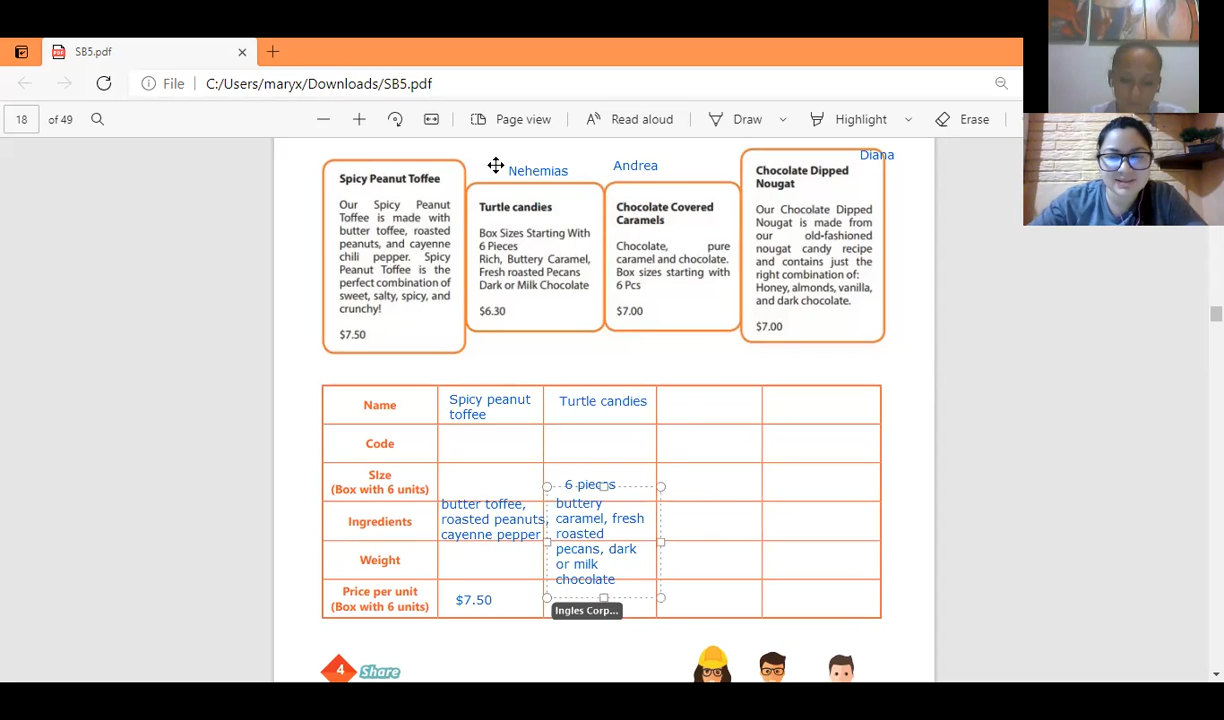 SB5.pdf
File
C:/Users/maryx/Downloads/SB5.pdf
18 of 49
Page view
Read aloud
Draw
Highlight
Erase
Nehemias
Andrea
Diana
Spicy Peanut Toffee
Our Spicy Peanut
Toffee is made with
butter toffee, roasted
peanuts, and cayenne
chili pepper. Spicy
Peanut Toffee is the
perfect combination of
sweet, salty, spicy, and
crunchy!
$7.50
Turtle candies
Box Sizes Starting With
6 Pieces
Rich, Buttery Caramel,
Fresh roasted Pecans
Dark or Milk Chocolate
$6.30
Chocolate Covered
Caramels
Chocolate, pure
caramel and chocolate.
Box sizes starting with
6 Pcs
$7.00
Chocolate Dipped
Nougat
Our Chocolate Dipped
Nougat is made from
our old-fashioned
nougat candy recipe
and contains just the
right combination of:
Honey, almonds, vanilla,
and dark chocolate.
$7.00
Name
Spicy peanut
toffee
Turtle candies
Code
SIze
(Box with 6 units)
6 pieces
Ingredients
butter toffee,
roasted peanuts,
cayenne pepper
buttery
caramel, fresh
roasted
pecans, dark
or milk
chocolate
Weight
Price per unit
(Box with 6 units)
$7.50
Ingles Corp...
4 Share